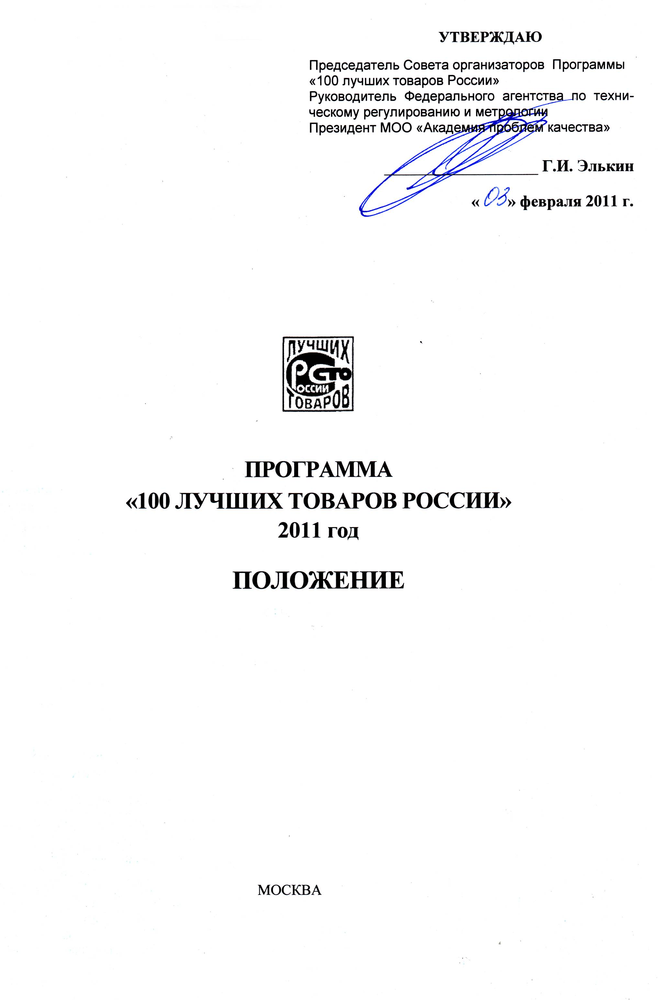 УТВЕРЖДАЮ
Председатель Совета организаторов Программы
«100 лучших товаров России»
Руководитель Федерального агентства по техни-
ческому регулированию и метрологии
Президент МОО «Академия проблем качества»
Г.И. Элькин
« 03 » февраля 2011 г.
ЛУЧШИХ
СТО
РОССИИ
ТОВАРОВ
ПРОГРАММА
«100 ЛУЧШИХ ТОВАРОВ РОССИИ»
2011 год
ПОЛОЖЕНИЕ
МОСКВА